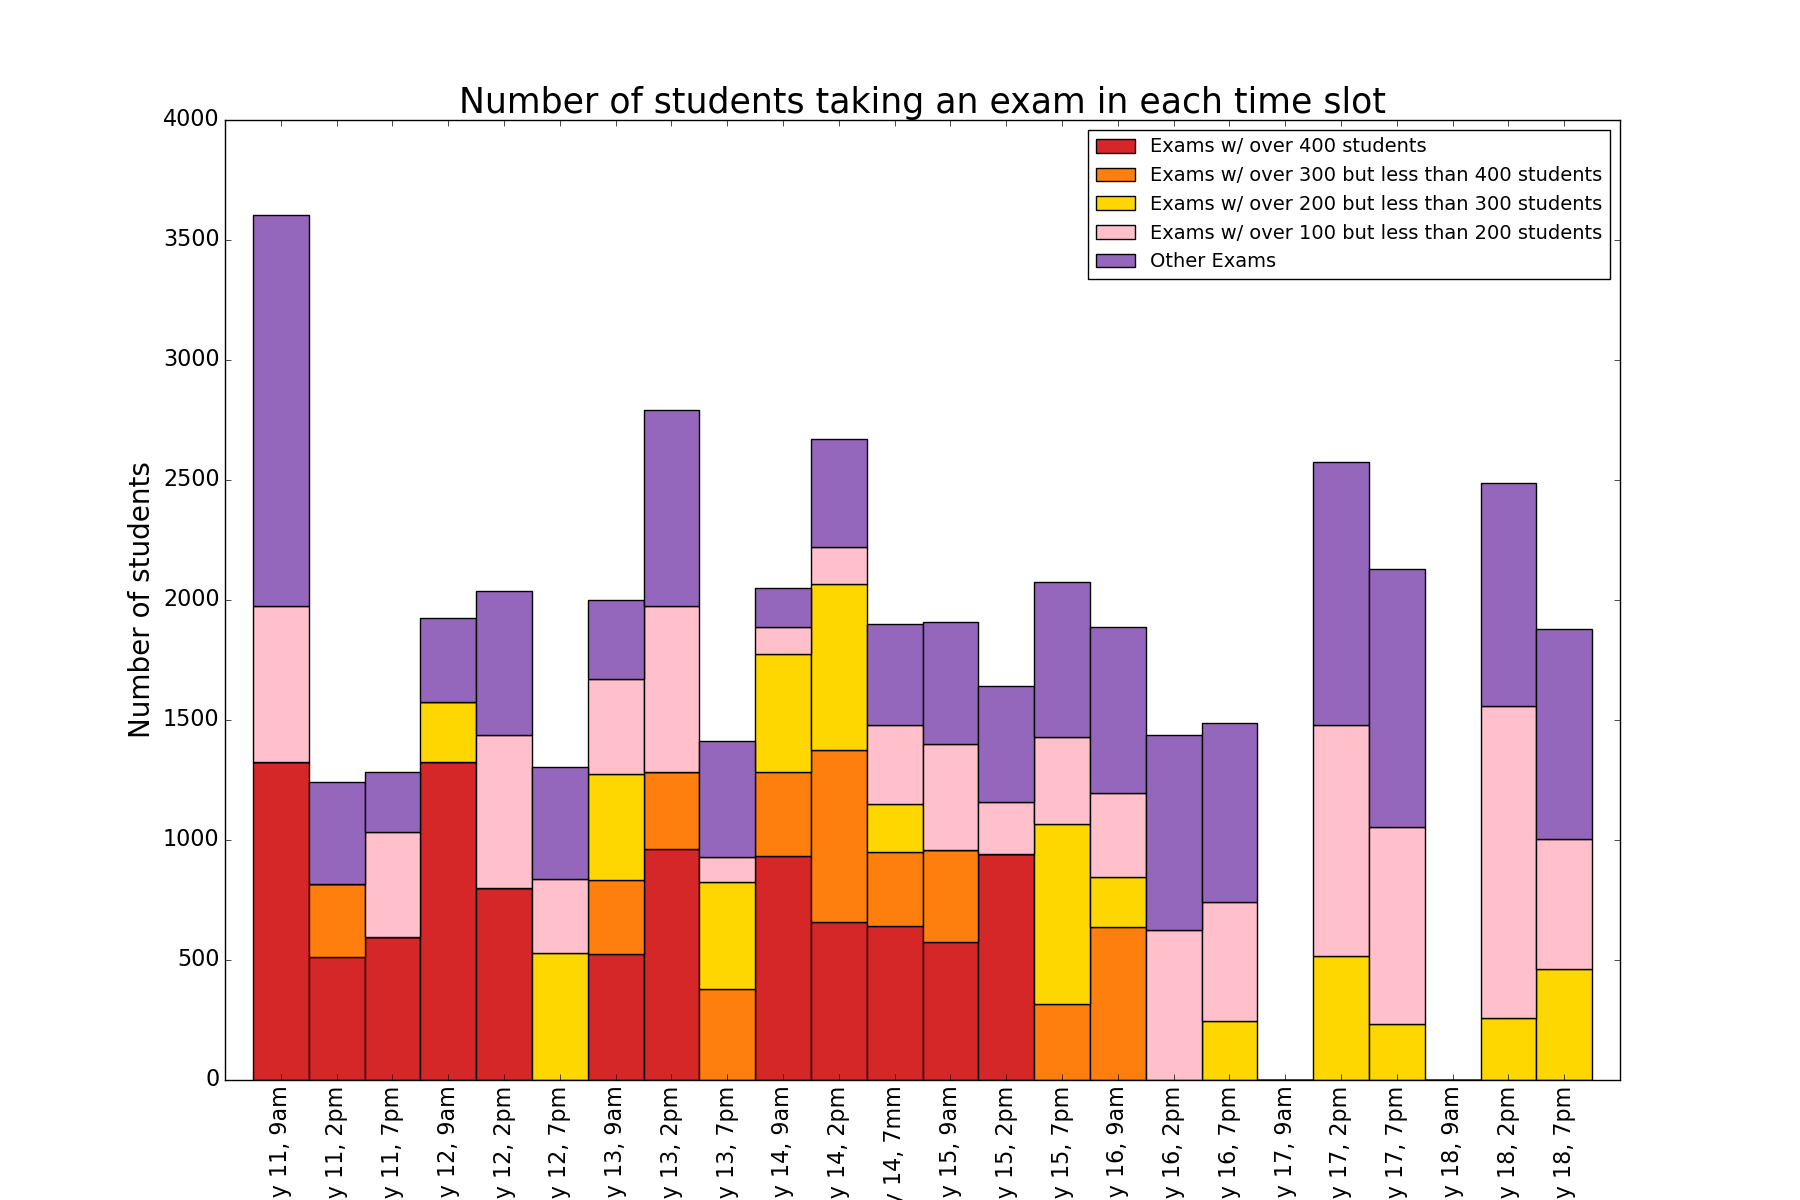 Number of students taking an exam in each time slot
Number of students
4000
3500
3000
2500
2000
1500
1000
500
0
Exams w/ over 400 students
Exams w/ over 300 but less than 400 students
Exams w/ over 200 but less than 300 students
Exams w/ over 100 but less than 200 students
Other Exams
y 11, 9am
y 11, 2pm
y 11, 7pm
y 12, 9am
y 12, 2pm
y 12, 7pm
y 13, 9am
y 13, 2pm
y 13, 7pm
y 14, 9am
y 14, 2pm
y 14, 7mm
y 15, 9am
y 15, 2pm
y 15, 7pm
y 16, 9am
y 16, 2pm
y 16, 7pm
y 17, 9am
y 17, 2pm
y 17, 7pm
y 18, 9am
y 18, 2pm
y 18, 7pm